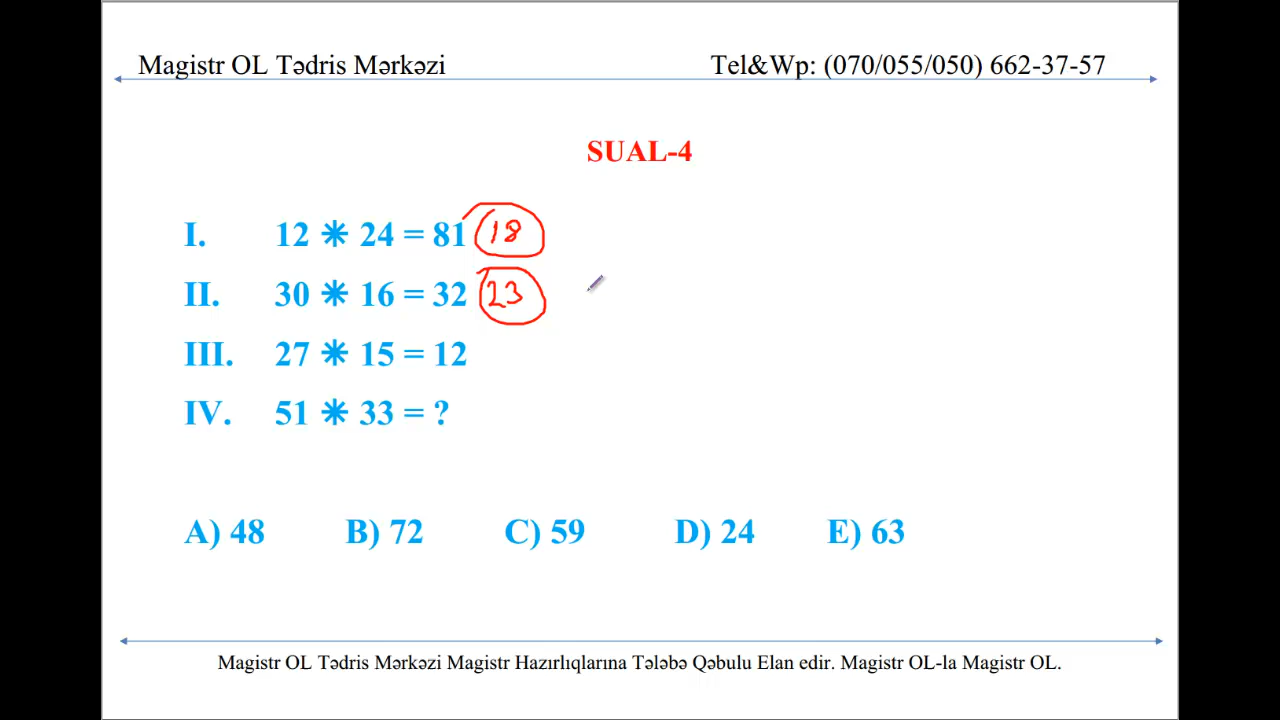 Magistr OL Tədris Mərkəzi Tel&Wp: (070/055/050) 662-37-57
SUAL-4
I. 12 ✳ 24 = 81 18
II. 30 ✳ 16 = 32 23
III. 27 ✳ 15 = 12
IV. 51 ✳ 33 = ?
A) 48 B) 72 C) 59 D) 24 E) 63
Magistr OL Tədris Mərkəzi Magistr Hazırlıqlarına Tələbə Qəbulu Elan edir. Magistr OL-la Magistr OL.